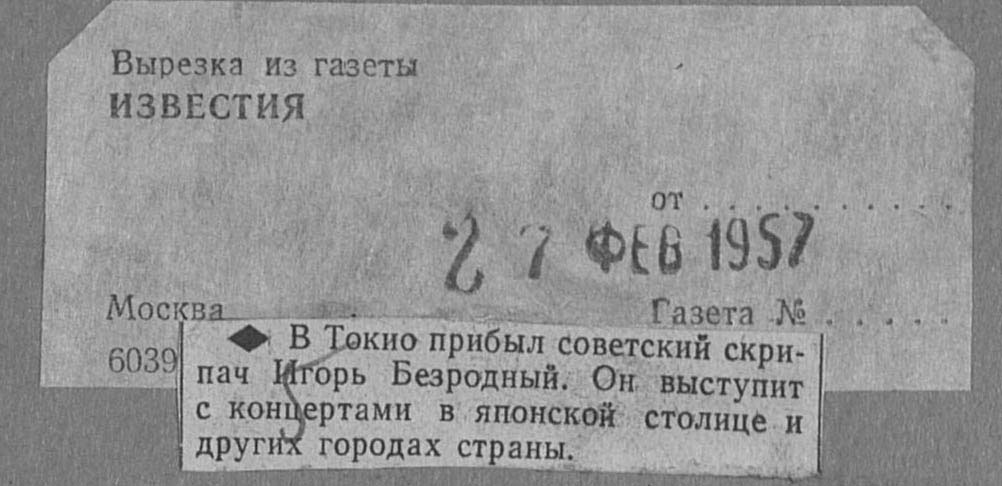 Вырезка из газеты
ИЗВЕСТИЯ
от . . . . . . . . . . .
27 ФЕВ 1957
Москва
Газета № . . . . .
6039
◆ В Токио прибыл советский скри-
пач Игорь Безродный. Он выступит
с концертами в японской столице и
других городах страны.